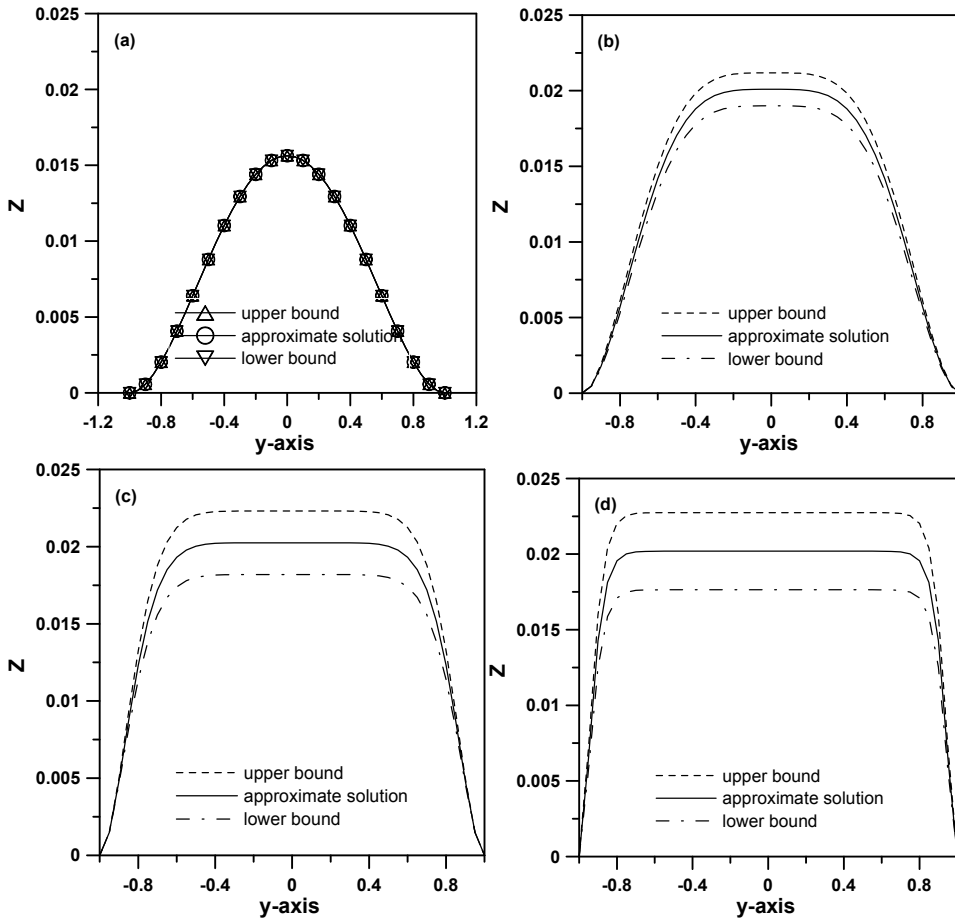 (a)
0.025
0.02
0.015
0.01
0.005
0
Z
upper bound
approximate solution
lower bound
-1.2 -0.8 -0.4 0 0.4 0.8 1.2
y-axis
(b)
0.025
0.02
0.015
0.01
0.005
0
Z
upper bound
approximate solution
lower bound
-0.8 -0.4 0 0.4 0.8
y-axis
(c)
0.025
0.02
0.015
0.01
0.005
0
Z
upper bound
approximate solution
lower bound
-0.8 -0.4 0 0.4 0.8
y-axis
(d)
0.025
0.02
0.015
0.01
0.005
0
Z
upper bound
approximate solution
lower bound
-0.8 -0.4 0 0.4 0.8
y-axis